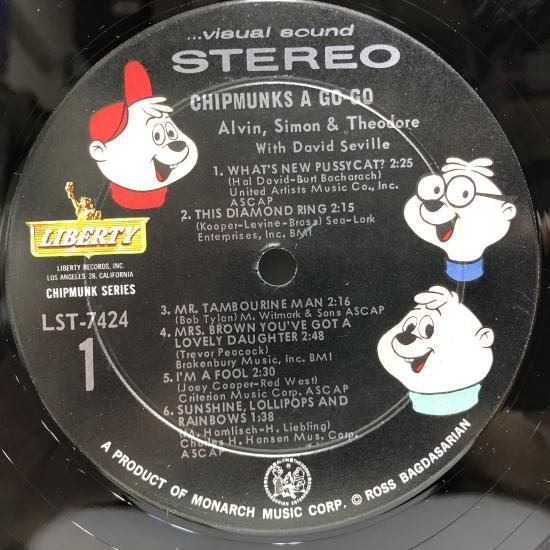 ...visual sound
STEREO
CHIPMUNKS A GO-GO
Alvin, Simon & Theodore
With David Seville
1. WHAT'S NEW PUSSYCAT? 2:25
(Hal David-Burt Bacharach)
United Artists Music Co., Inc.
ASCAP
2. THIS DIAMOND RING 2:15
(Kooper-Levine-Brass) Sea-Lark
Enterprises, Inc. BMI
LIBERTY
LIBERTY RECORDS, INC.
LOS ANGELES 28, CALIFORNIA
CHIPMUNK SERIES
LST-7424
1
3. MR. TAMBOURINE MAN 2:16
(Bob Tylan) M. Witmark & Sons ASCAP
4. MRS. BROWN YOU'VE GOT A
LOVELY DAUGHTER 2:48
(Trevor Peacock)
Brakenbury Music, Inc. BMI
5. I'M A FOOL 2:30
(Joey Cooper-Red West)
Criterion Music Corp. ASCAP
6. SUNSHINE, LOLLIPOPS AND
RAINBOWS 1:38
(M. Hamlisch-H. Liebling)
Charles H. Hansen Mus. Corp.
ASCAP
A PRODUCT OF MONARCH MUSIC CORP. © ROSS BAGDASARIAN